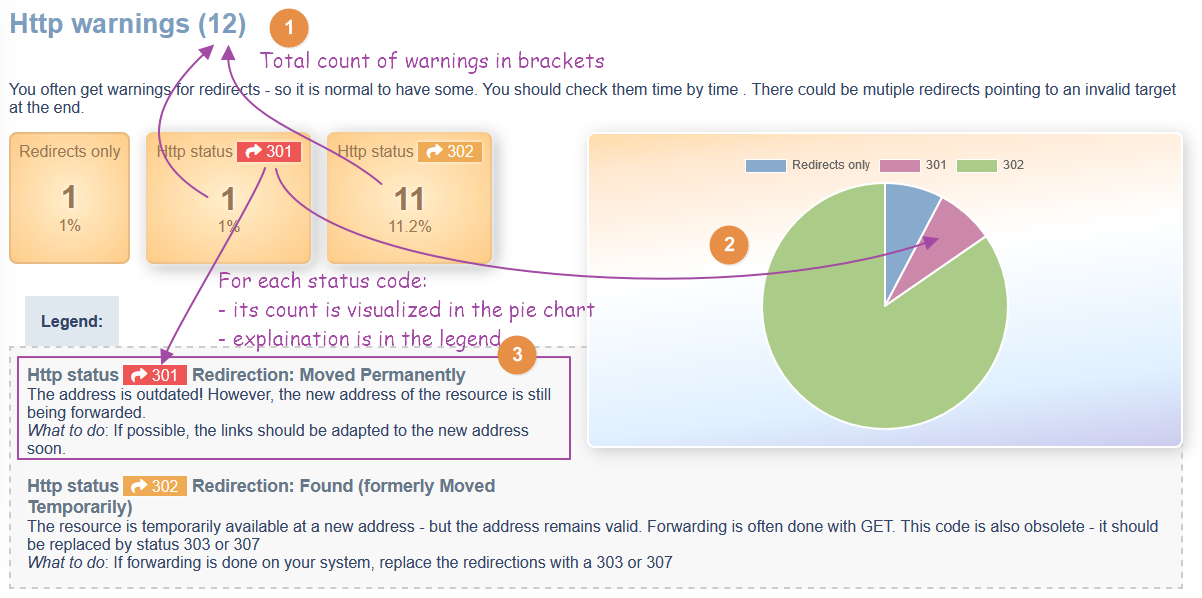 Http warnings (12)
1
Total count of warnings in brackets
You often get warnings for redirects - so it is normal to have some. You should check them time by time . There could be mutiple redirects pointing to an invalid target
at the end.
Redirects only
1
1%
Http status 301
1
1%
Http status 302
11
11.2%
Redirects only 301 302
2
For each status code:
- its count is visualized in the pie chart
- explaination is in the legend
3
Legend:
Http status 301 Redirection: Moved Permanently
The address is outdated! However, the new address of the resource is still
being forwarded.
What to do: If possible, the links should be adapted to the new address
soon.
Http status 302 Redirection: Found (formerly Moved
Temporarily)
The resource is temporarily available at a new address - but the address remains valid. Forwarding is often done with GET. This code is also obsolete - it should
be replaced by status 303 or 307
What to do: If forwarding is done on your system, replace the redirections with a 303 or 307